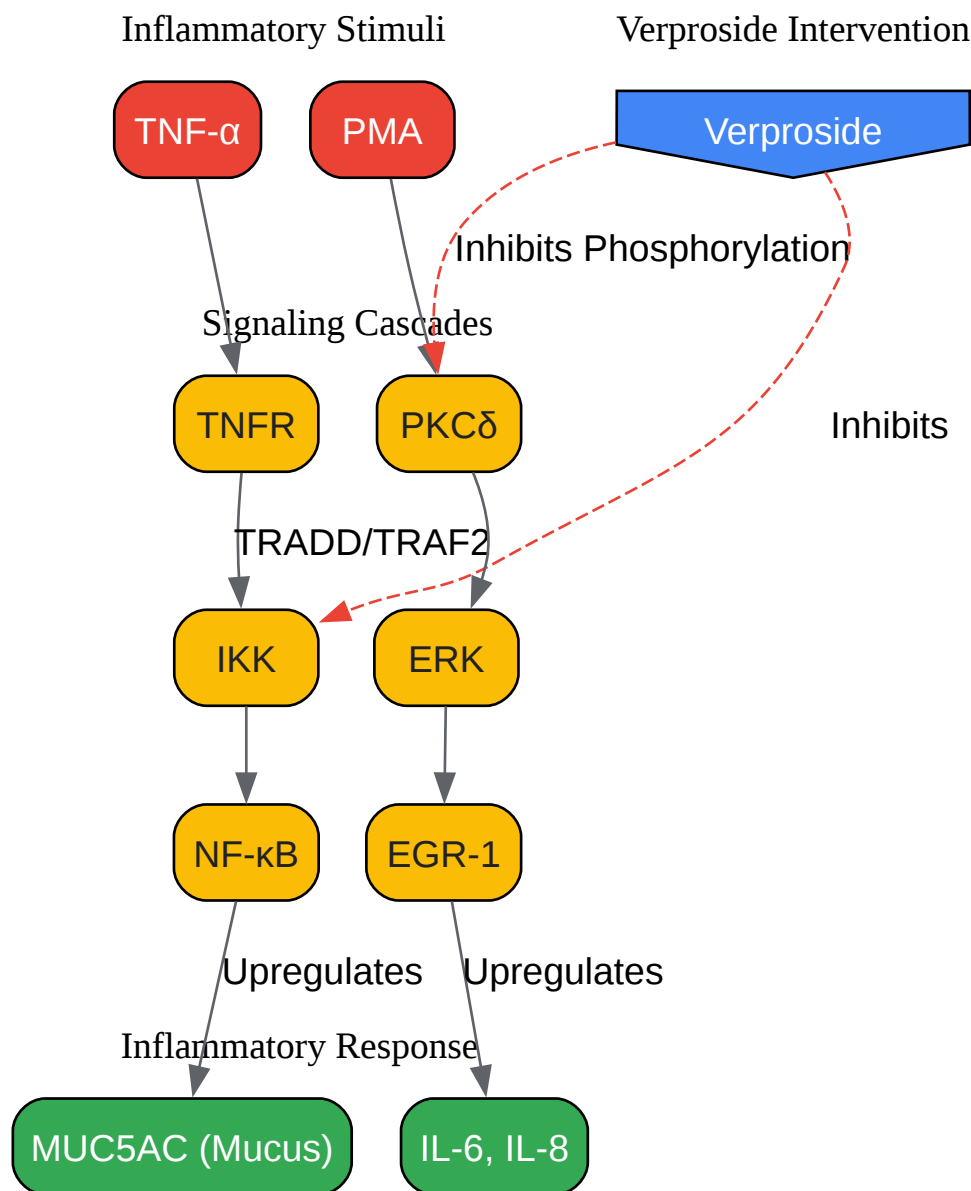 Inflammatory Stimuli
Verproside Intervention
TNF-α
PMA
Verproside
Inhibits Phosphorylation
Signaling Cascades
TNFR
PKCδ
Inhibits
TRADD/TRAF2
IKK
ERK
NF-κB
EGR-1
Upregulates
Upregulates
Inflammatory Response
MUC5AC (Mucus)
IL-6, IL-8